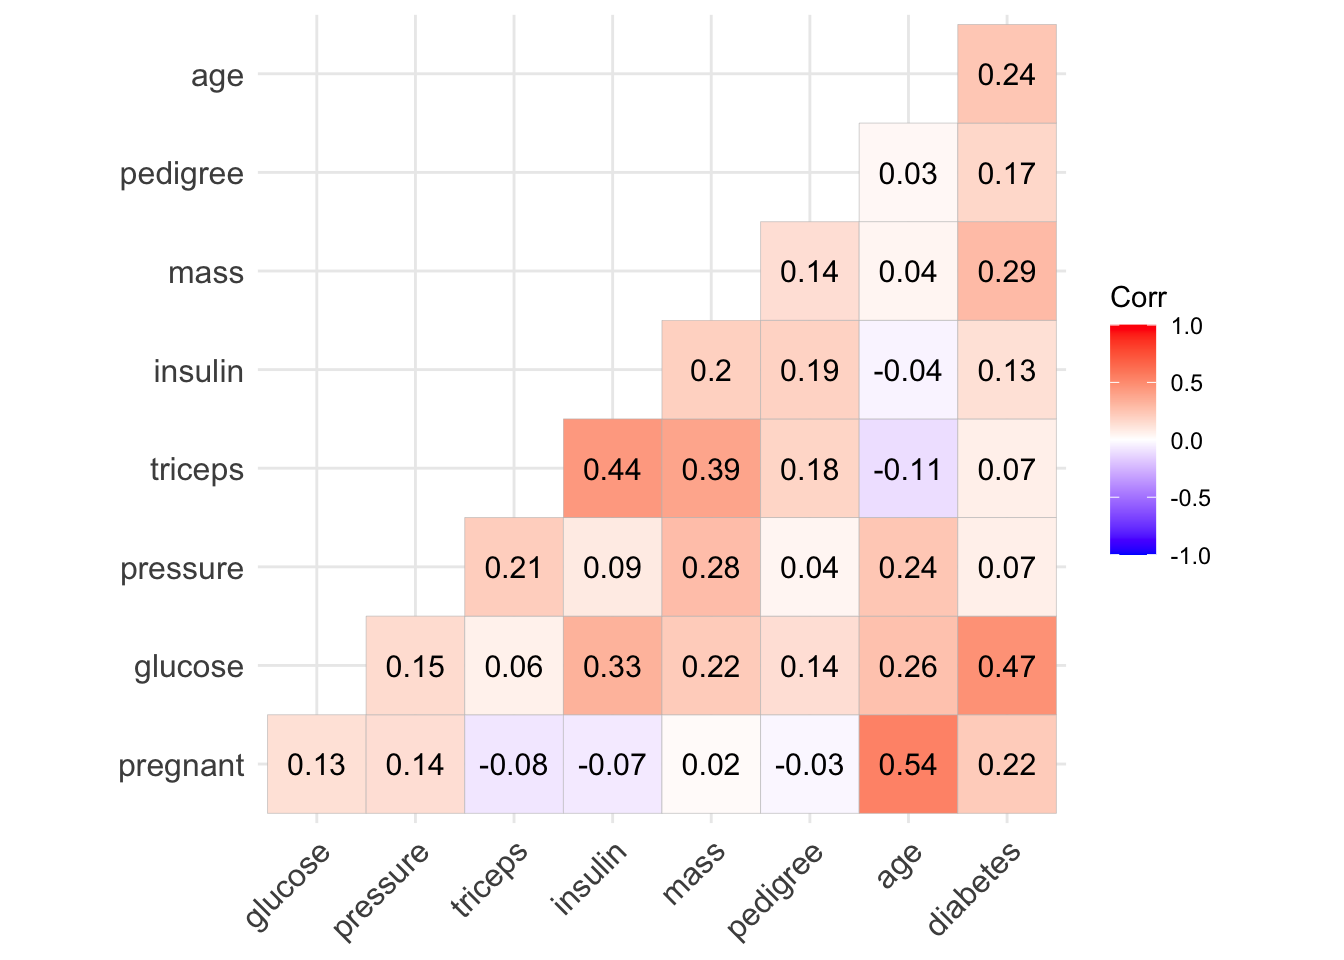 age 0.24
pedigree 0.03 0.17
mass 0.14 0.04 0.29
insulin 0.2 0.19 -0.04 0.13
triceps 0.44 0.39 0.18 -0.11 0.07
pressure 0.21 0.09 0.28 0.04 0.24 0.07
glucose 0.15 0.06 0.33 0.22 0.14 0.26 0.47
pregnant 0.13 0.14 -0.08 -0.07 0.02 -0.03 0.54 0.22
glucose pressure triceps insulin mass pedigree age diabetes
Corr
1.0
0.5
0.0
-0.5
-1.0